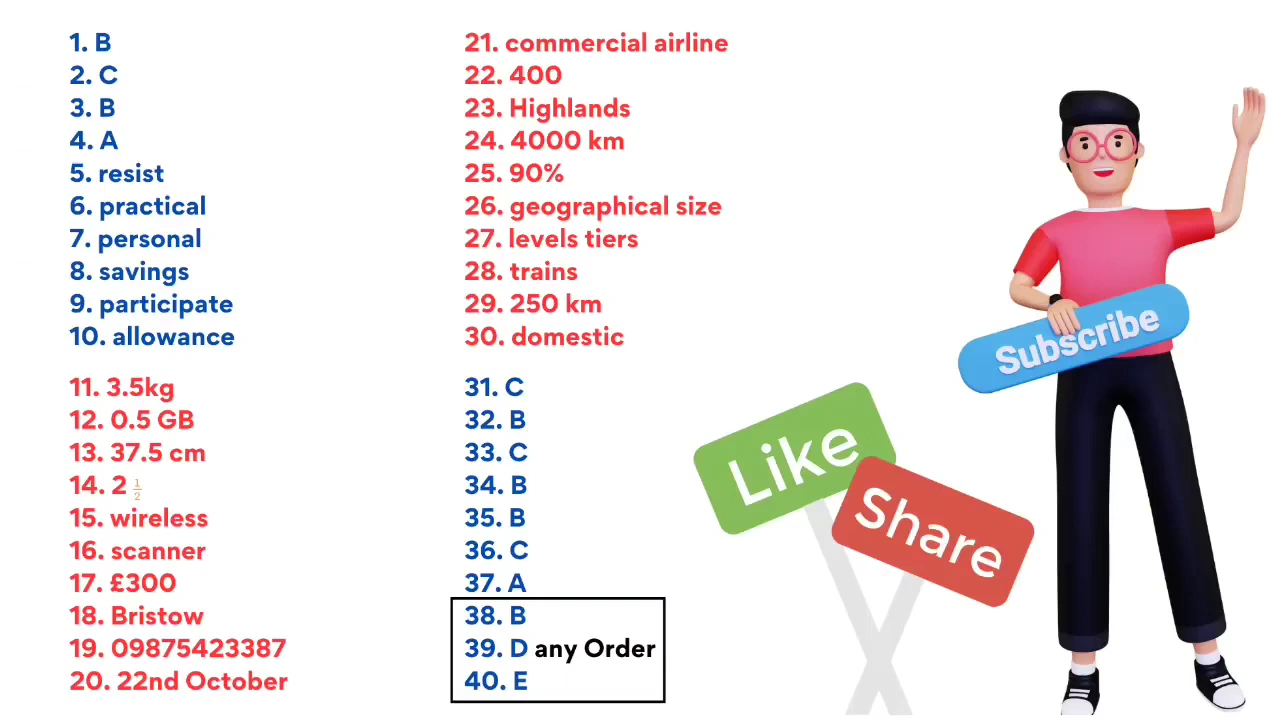 1. B
2. C
3. B
4. A
5. resist
6. practical
7. personal
8. savings
9. participate
10. allowance
11. 3.5kg
12. 0.5 GB
13. 37.5 cm
14. 2 ½
15. wireless
16. scanner
17. £300
18. Bristow
19. 09875423387
20. 22nd October
21. commercial airline
22. 400
23. Highlands
24. 4000 km
25. 90%
26. geographical size
27. levels tiers
28. trains
29. 250 km
30. domestic
31. C
32. B
33. C
34. B
35. B
36. C
37. A
38. B
39. D any Order
40. E
Subscribe
Like
Share